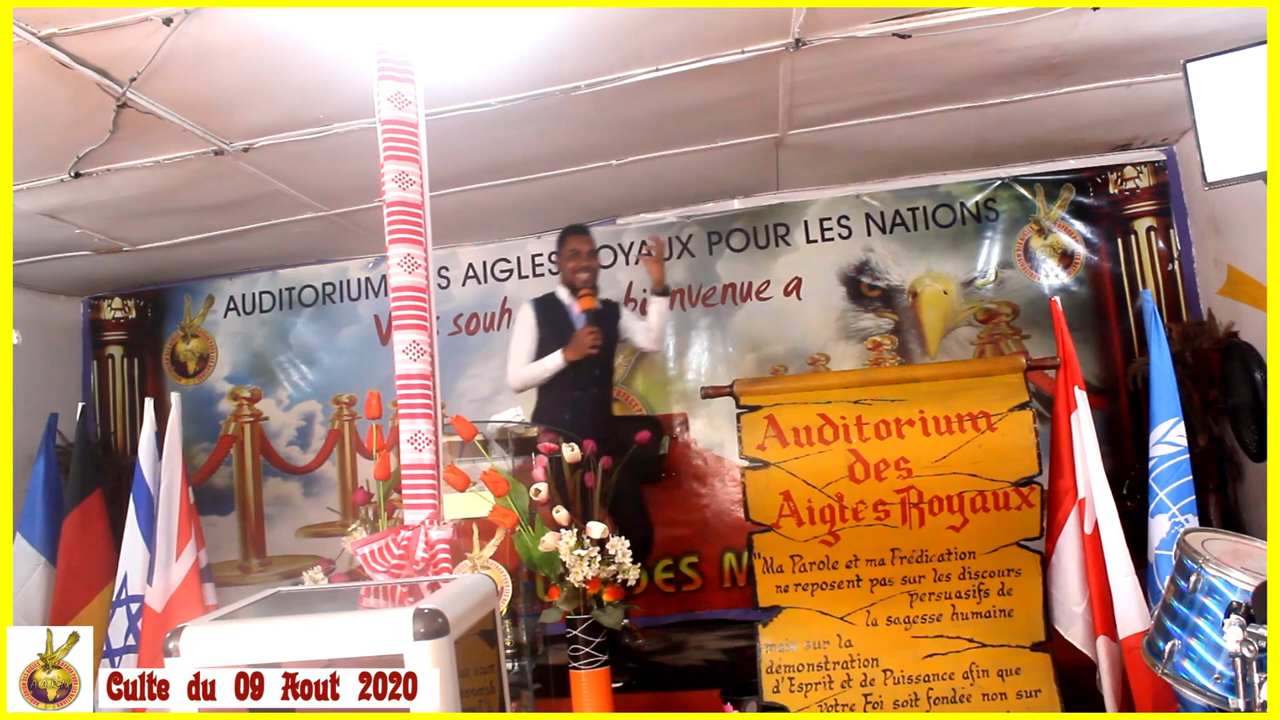 AUDITORIUM S AIGLES ROYAUX POUR LES NATIONS
souh bienvenue a
Auditorium
des
Aigles Royaux
"Ma Parole et ma Prédication
ne reposent pas sur les discours
persuasifs de
la sagesse humaine
mais sur la
démonstration
d'Esprit et de Puissance afin que
votre Foi soit fondée non sur
DES
Culte du 09 Aout 2020